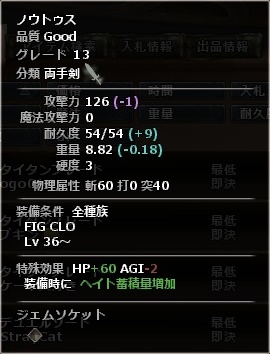 ノウトゥス
品質 Good
グレード 13
分類 両手剣
入札情報
出品情報
攻撃力 126 (-1)
魔法攻撃力 0
耐久度 54/54 (+9)
重量 8.82 (-0.18)
硬度 3
物理属性 斬60 打0 突40
装備条件 全種族
FIG CLO
Lv 36～
最低
即決
特殊効果 HP+60 AGI-2
装備時に ヘイト蓄積量増加
最低
即決
ジェムソケット
最低
即決